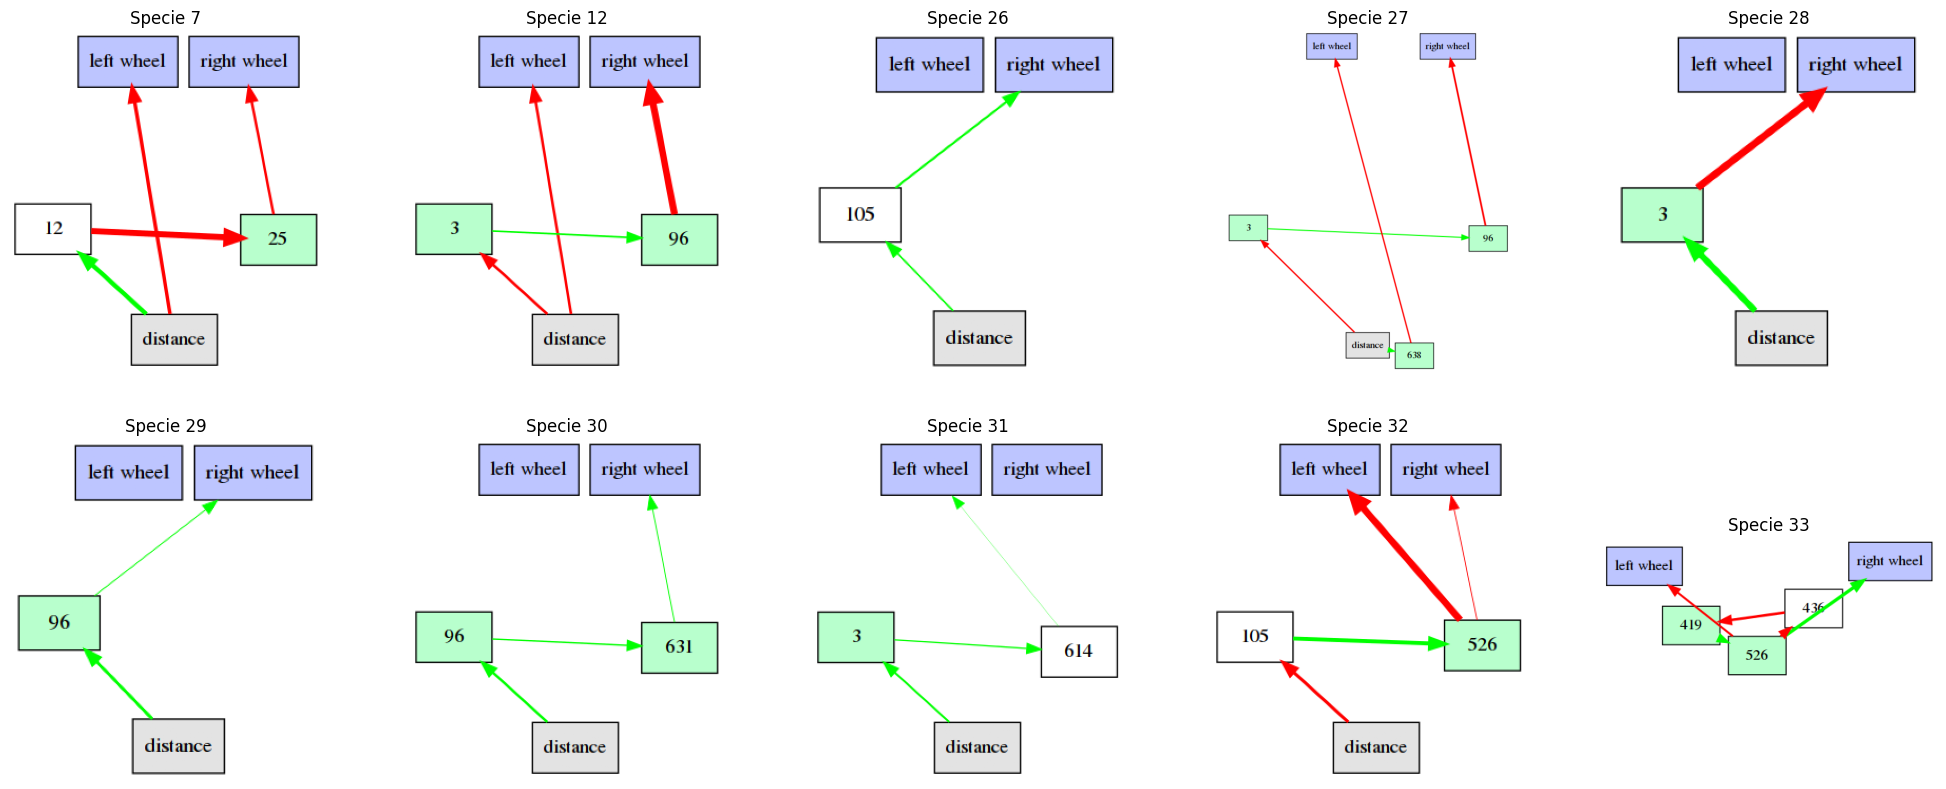 Specie 7
left wheel
right wheel
12
25
distance
Specie 12
left wheel
right wheel
3
96
distance
Specie 26
left wheel
right wheel
105
distance
Specie 27
left wheel
right wheel
3
96
distance
638
Specie 28
left wheel
right wheel
3
distance
Specie 29
left wheel
right wheel
96
distance
Specie 30
left wheel
right wheel
96
631
distance
Specie 31
left wheel
right wheel
3
614
distance
Specie 32
left wheel
right wheel
105
526
distance
Specie 33
left wheel
right wheel
436
419
526